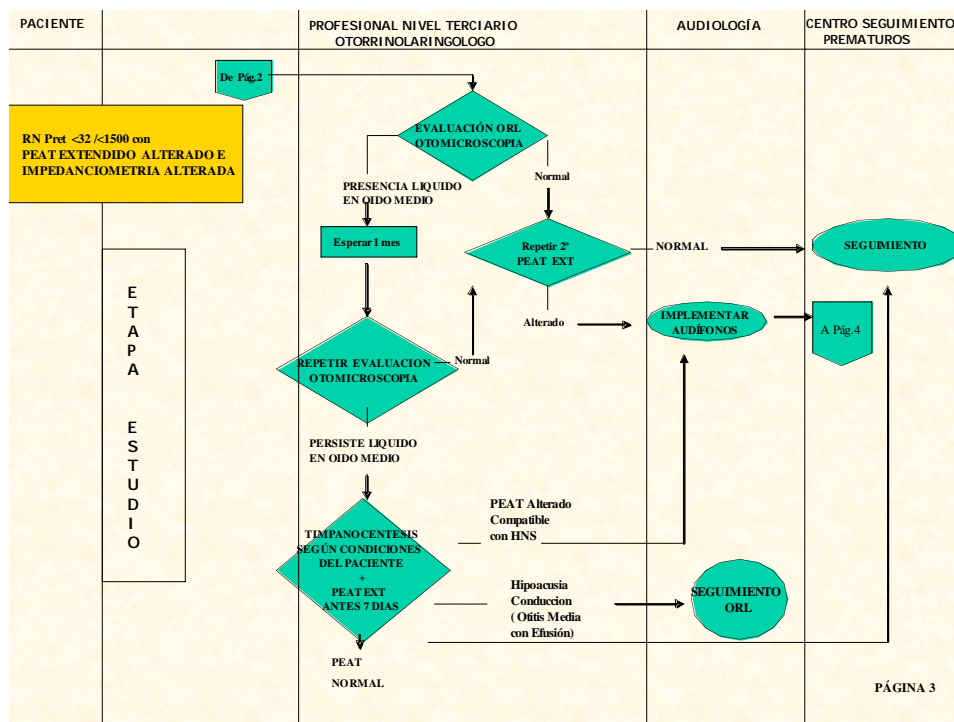 PACIENTE
PROFESIONAL NIVEL TERCIARIO
OTORRINOLARINGOLOGO
AUDIOLOGÍA
CENTRO SEGUIMIENTO
PREMATUROS
De Pág.2
RN Pret <32 /<1500 con
PEAT EXTENDIDO ALTERADO E
IMPEDANCIOMETRIA ALTERADA
EVALUACIÓN ORL
OTOMICROSCOPIA
PRESENCIA LIQUIDO
EN OIDO MEDIO
Normal
Esperar 1 mes
Repetir 2º
PEAT EXT
NORMAL
SEGUIMIENTO
Alterado
IMPLEMENTAR
AUDÍFONOS
A Pág.4
REPETIR EVALUACION
OTOMICROSCOPIA
Normal
ETAPA
ESTUDIO
PERSISTE LIQUIDO
EN OIDO MEDIO
TIMPANOCENTESIS
SEGÚN CONDICIONES
DEL PACIENTE
+
PEAT EXT
ANTES 7 DIAS
PEAT Alterado
Compatible
con HNS
Hipoacusia
Conduccion
( Otitis Media
con Efusión)
SEGUIMIENTO
ORL
PEAT
NORMAL
PÁGINA 3